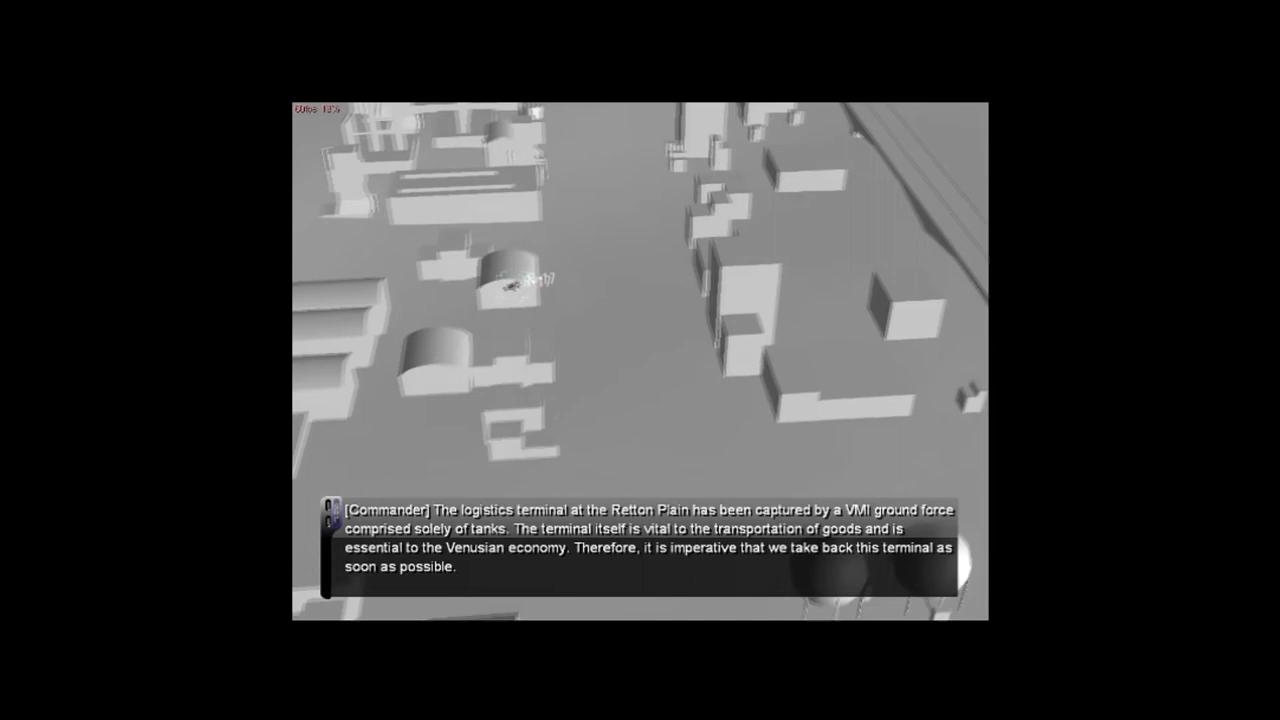 60fps 13%
[Commander] The logistics terminal at the Retton Plain has been captured by a VMI ground force
comprised solely of tanks. The terminal itself is vital to the transportation of goods and is
essential to the Venusian economy. Therefore, it is imperative that we take back this terminal as
soon as possible.